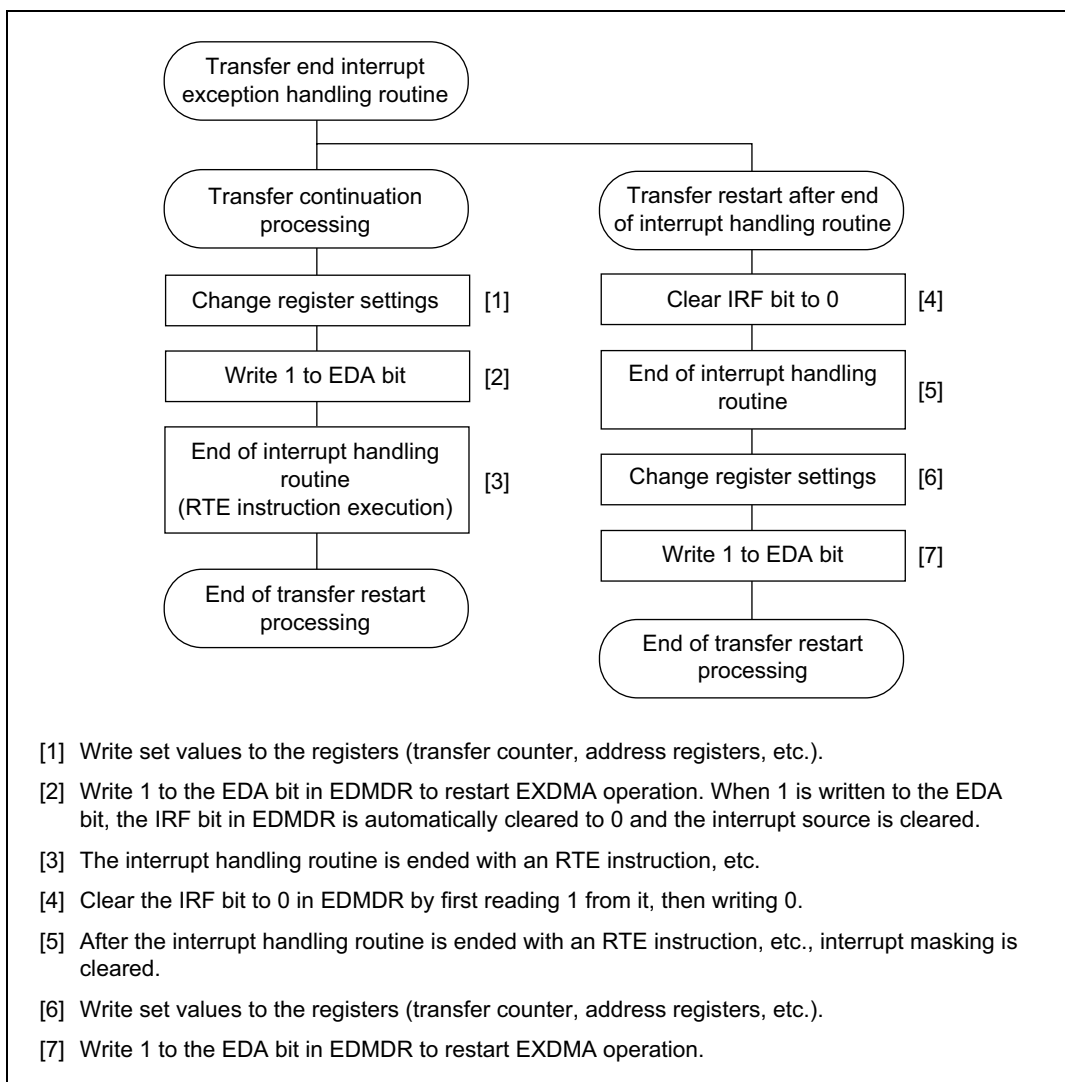 Transfer end interrupt
exception handling routine
Transfer continuation
processing
Change register settings [1]
Write 1 to EDA bit [2]
End of interrupt handling
routine
(RTE instruction execution) [3]
End of transfer restart
processing
Transfer restart after end
of interrupt handling routine
Clear IRF bit to 0 [4]
End of interrupt handling
routine [5]
Change register settings [6]
Write 1 to EDA bit [7]
End of transfer restart
processing
[1] Write set values to the registers (transfer counter, address registers, etc.).
[2] Write 1 to the EDA bit in EDMDR to restart EXDMA operation. When 1 is written to the EDA
bit, the IRF bit in EDMDR is automatically cleared to 0 and the interrupt source is cleared.
[3] The interrupt handling routine is ended with an RTE instruction, etc.
[4] Clear the IRF bit to 0 in EDMDR by first reading 1 from it, then writing 0.
[5] After the interrupt handling routine is ended with an RTE instruction, etc., interrupt masking is
cleared.
[6] Write set values to the registers (transfer counter, address registers, etc.).
[7] Write 1 to the EDA bit in EDMDR to restart EXDMA operation.